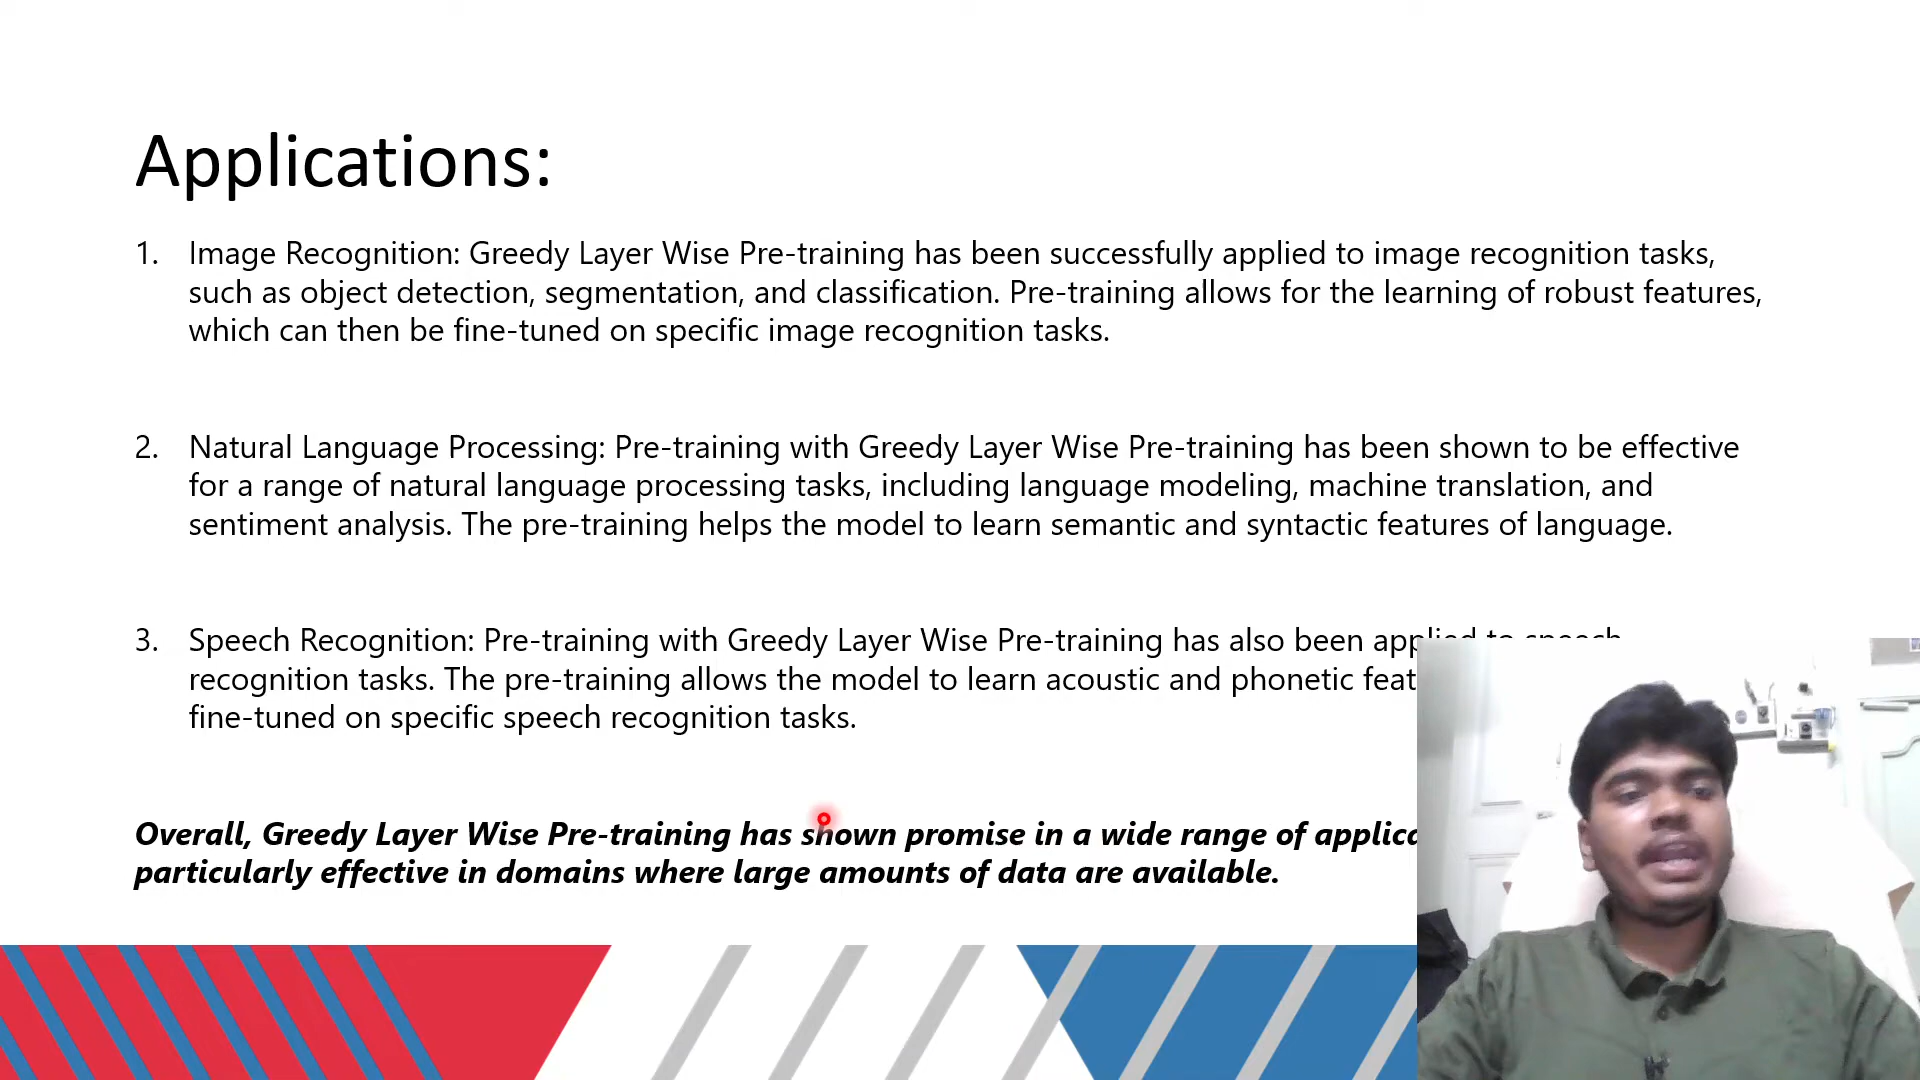 Applications:
1. Image Recognition: Greedy Layer Wise Pre-training has been successfully applied to image recognition tasks,
such as object detection, segmentation, and classification. Pre-training allows for the learning of robust features,
which can then be fine-tuned on specific image recognition tasks.
2. Natural Language Processing: Pre-training with Greedy Layer Wise Pre-training has been shown to be effective
for a range of natural language processing tasks, including language modeling, machine translation, and
sentiment analysis. The pre-training helps the model to learn semantic and syntactic features of language.
3. Speech Recognition: Pre-training with Greedy Layer Wise Pre-training has also been applied to speech
recognition tasks. The pre-training allows the model to learn acoustic and phonetic feat
fine-tuned on specific speech recognition tasks.
Overall, Greedy Layer Wise Pre-training has shown promise in a wide range of applica
particularly effective in domains where large amounts of data are available.